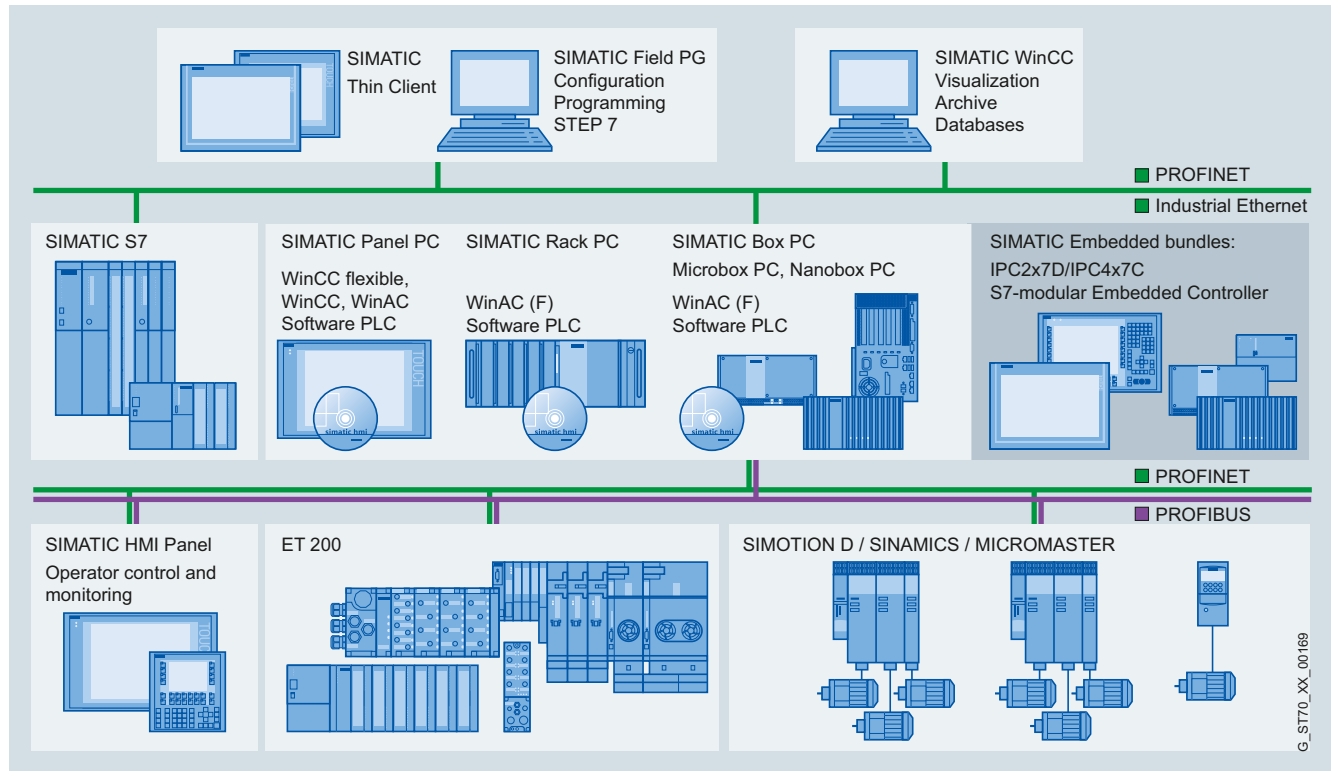 SIMATIC
Thin Client
SIMATIC Field PG
Configuration
Programming
STEP 7
SIMATIC WinCC
Visualization
Archive
Databases
TOUCH
PROFINET
Industrial Ethernet
SIMATIC S7
SIMATIC Panel PC
WinCC flexible,
WinCC, WinAC
Software PLC
TOUCH
simatic hmi
SIMATIC Rack PC
WinAC (F)
Software PLC
simatic hmi
SIMATIC Box PC
Microbox PC, Nanobox PC
WinAC (F)
Software PLC
simatic hmi
SIMATIC Embedded bundles:
IPC2x7D/IPC4x7C
S7-modular Embedded Controller
PROFINET
PROFIBUS
SIMATIC HMI Panel
Operator control and
monitoring
TOUCH
ET 200
SIMOTION D / SINAMICS / MICROMASTER
G_ST70_XX_00169